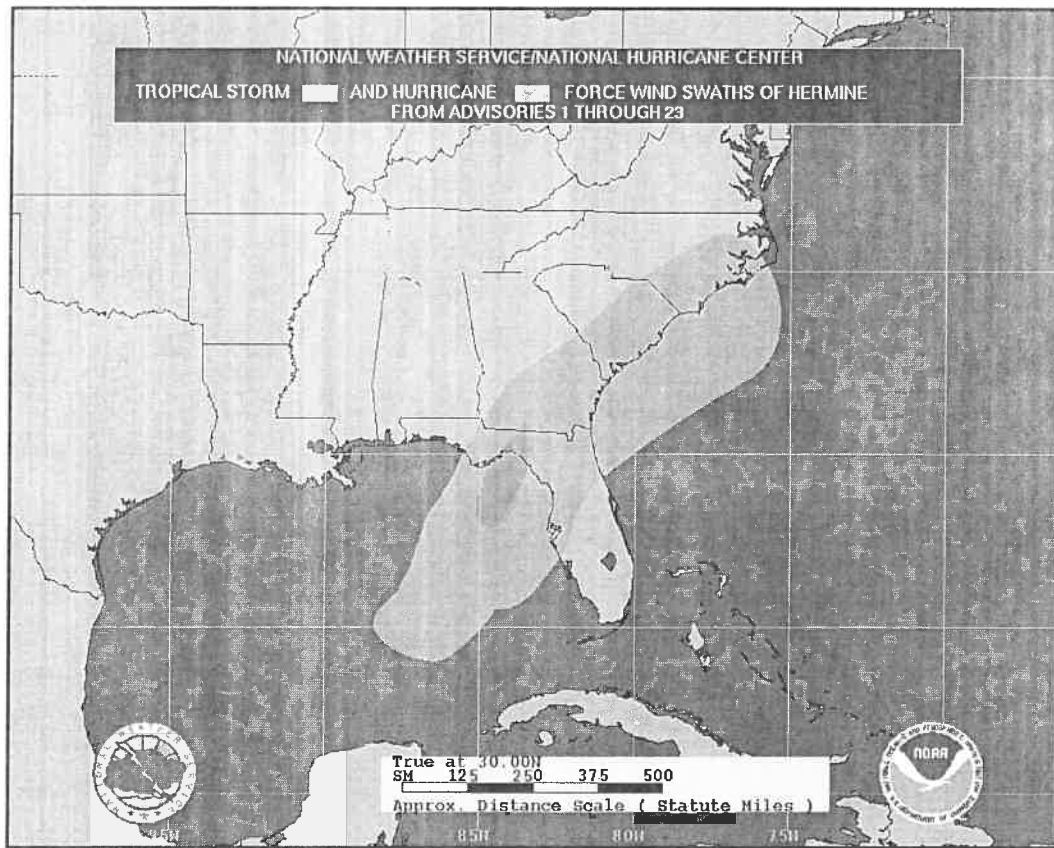 NATIONAL WEATHER SERVICE/NATIONAL HURRICANE CENTER
TROPICAL STORM AND HURRICANE FORCE WIND SWATHS OF HERMINE
FROM ADVISORIES 1 THROUGH 23
NOAA
True at 30.00N
SM 125 250 375 500
Approx. Distance Scale ( Statute Miles )
95W 85W 80W 75W